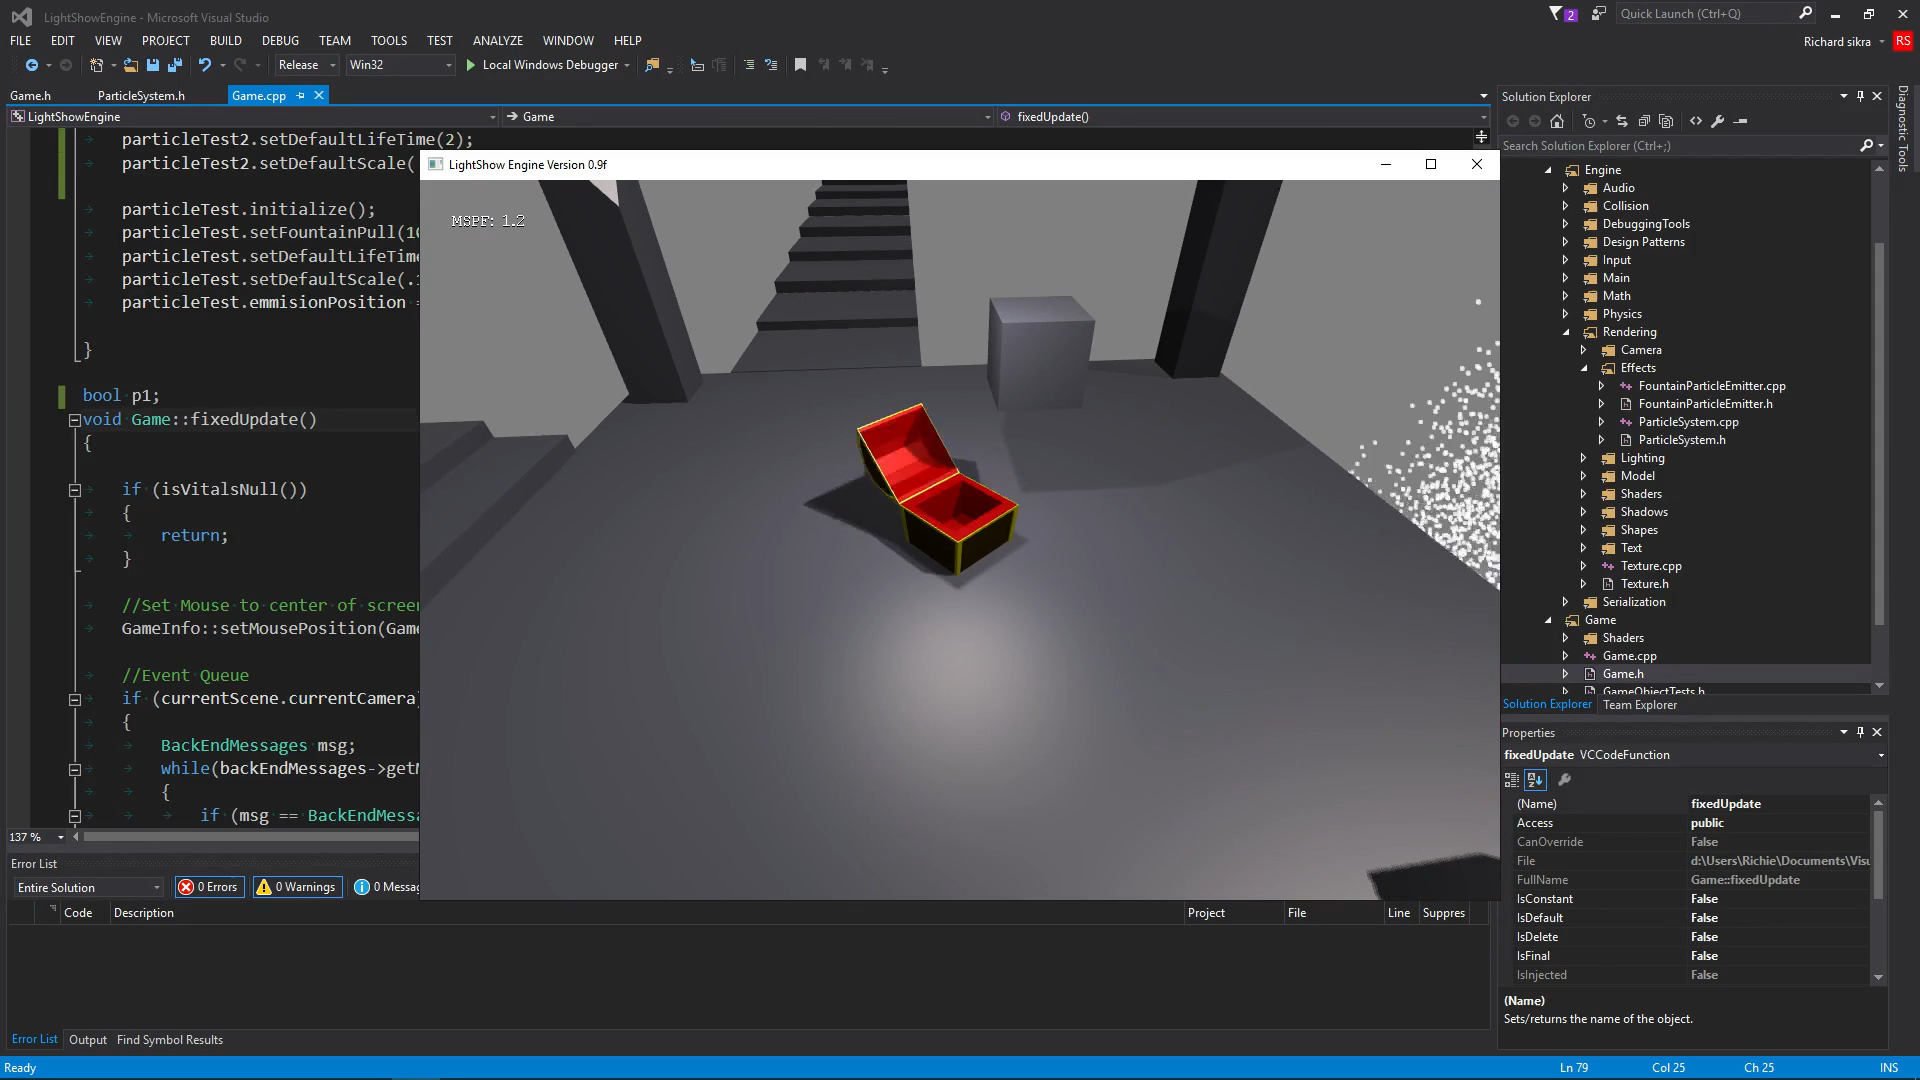 LightShowEngine - Microsoft Visual Studio
2
Quick Launch (Ctrl+Q)
FILE EDIT VIEW PROJECT BUILD DEBUG TEAM TOOLS TEST ANALYZE WINDOW HELP
Richard sikra RS
Release Win32 Local Windows Debugger
Game.h ParticleSystem.h Game.cpp
LightShowEngine Game fixedUpdate()
particleTest2.setDefaultLifeTime(2);
particleTest2.setDefaultScale(
particleTest.initialize();
particleTest.setFountainPull(10
particleTest.setDefaultLifeTime
particleTest.setDefaultScale(.
particleTest.emmisionPosition =
}
bool p1;
void Game::fixedUpdate()
{
if (isVitalsNull())
{
return;
}
//Set Mouse to center of screen
GameInfo::setMousePosition(Game
//Event Queue
if (currentScene.currentCamera
{
BackEndMessages msg;
while(backEndMessages->getM
{
if (msg == BackEndMessa
137 %
LightShow Engine Version 0.9f
MSPF: 1.2
Error List
Entire Solution 0 Errors 0 Warnings 0 Messag
Code Description Project File Line Suppres
Error List Output Find Symbol Results
Solution Explorer
Search Solution Explorer (Ctrl+;)
Engine
Audio
Collision
DebuggingTools
Design Patterns
Input
Main
Math
Physics
Rendering
Camera
Effects
FountainParticleEmitter.cpp
FountainParticleEmitter.h
ParticleSystem.cpp
ParticleSystem.h
Lighting
Model
Shaders
Shadows
Shapes
Text
Texture.cpp
Texture.h
Serialization
Game
Shaders
Game.cpp
Game.h
GameObjectTests.h
Solution Explorer Team Explorer
Properties
fixedUpdate VCCodeFunction
(Name) fixedUpdate
Access public
CanOverride False
File d:\Users\Richie\Documents\Visu
FullName Game::fixedUpdate
IsConstant False
IsDefault False
IsDelete False
IsFinal False
IsInjected False
(Name)
Sets/returns the name of the object.
Diagnostic Tools
Ready Ln 79 Col 25 Ch 25 INS